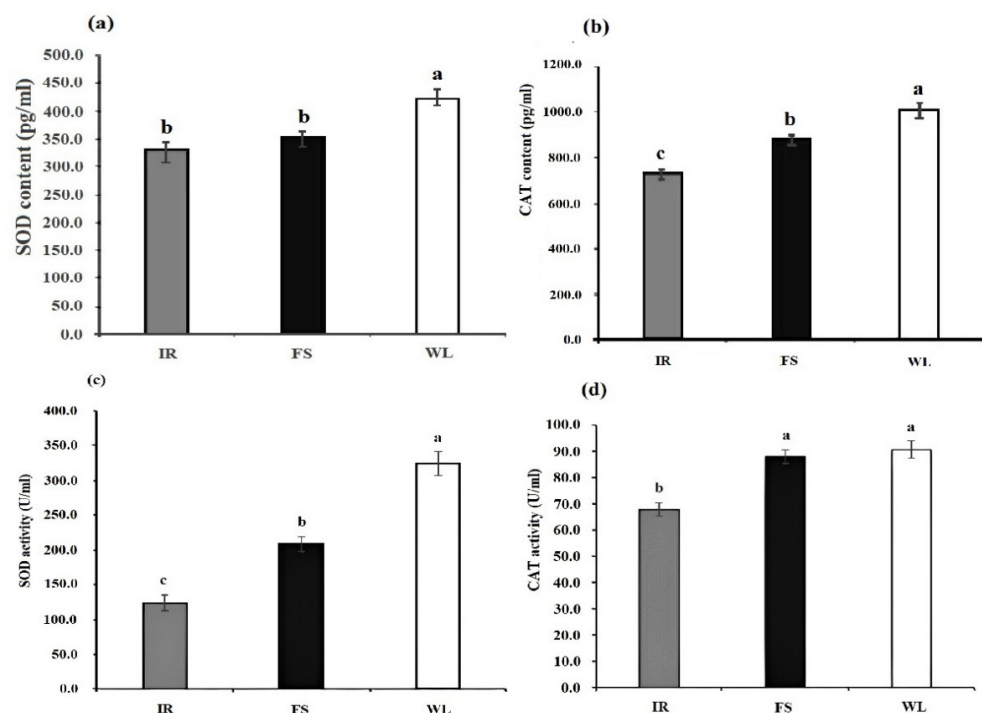 (a)
SOD content (pg/ml)
500.0
450.0
400.0
350.0
300.0
250.0
200.0
150.0
100.0
50.0
0.0
b
b
a
IR FS WL
(b)
CAT content (pg/ml)
1200.0
1000.0
800.0
600.0
400.0
200.0
0.0
c
b
a
IR FS WL
(c)
SOD activity (U/ml)
400.0
350.0
300.0
250.0
200.0
150.0
100.0
50.0
0.0
c
b
a
IR FS WL
(d)
CAT activity (U/ml)
100.0
90.0
80.0
70.0
60.0
50.0
40.0
30.0
20.0
10.0
0.0
b
a
a
IR FS WL